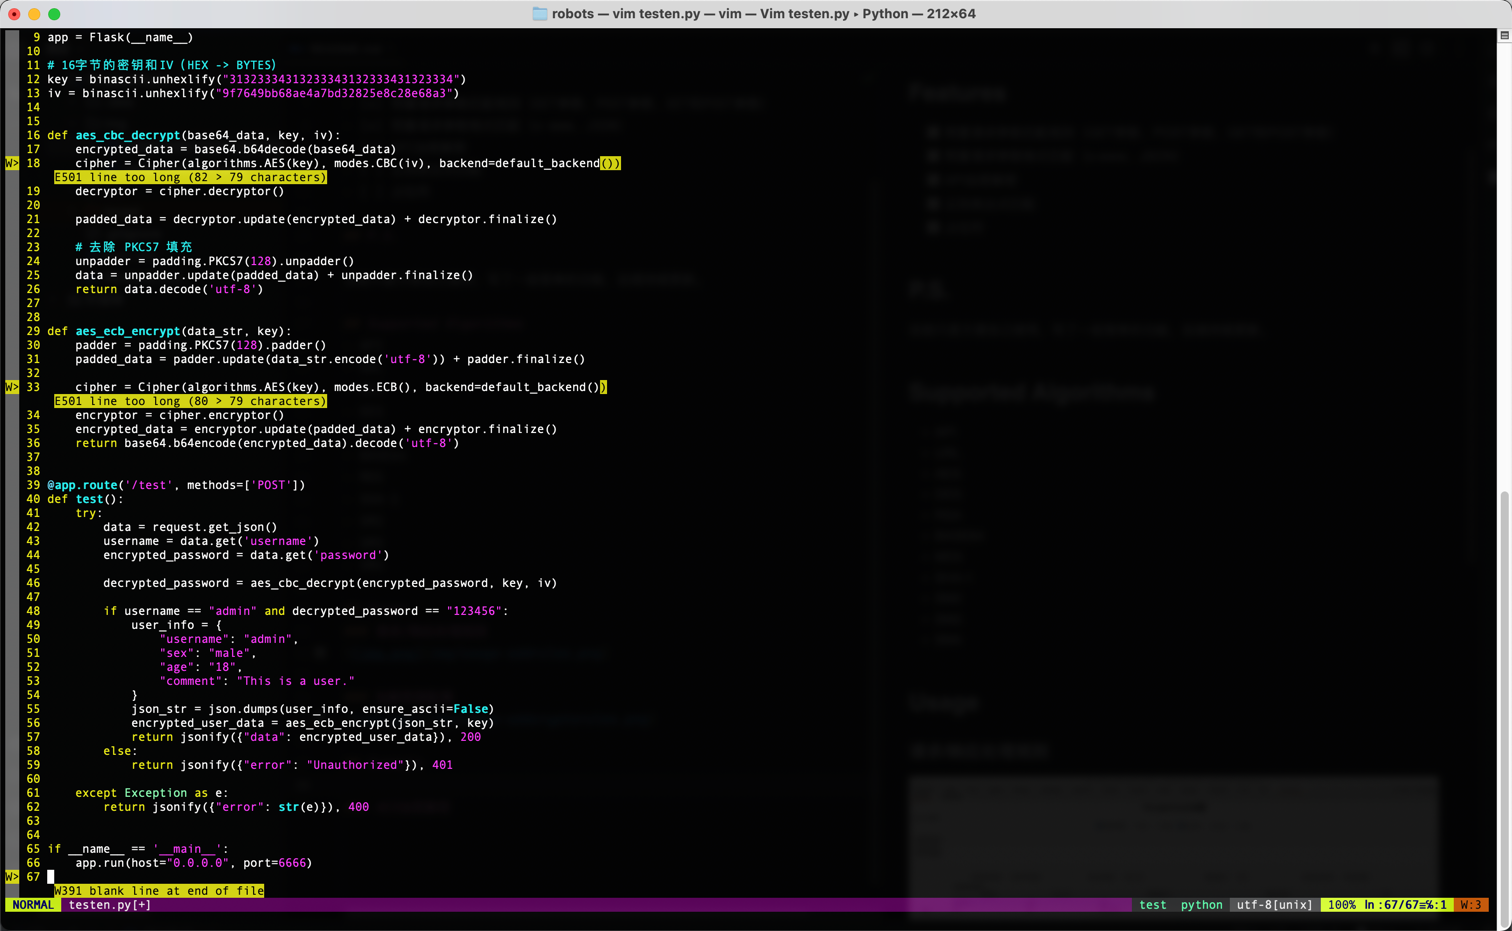 robots — vim testen.py — vim — Vim testen.py ▸ Python — 212×64
9 app = Flask(__name__)
10
11 # 16字节的密钥和IV（HEX -> BYTES）
12 key = binascii.unhexlify("31323334313233343132333431323334")
13 iv = binascii.unhexlify("9f7649bb68ae4a7bd32825e8c28e68a3")
14
15
16 def aes_cbc_decrypt(base64_data, key, iv):
17     encrypted_data = base64.b64decode(base64_data)
W> 18     cipher = Cipher(algorithms.AES(key), modes.CBC(iv), backend=default_backend())
E501 line too long (82 > 79 characters)
19     decryptor = cipher.decryptor()
20
21     padded_data = decryptor.update(encrypted_data) + decryptor.finalize()
22
23     # 去除 PKCS7 填充
24     unpadder = padding.PKCS7(128).unpadder()
25     data = unpadder.update(padded_data) + unpadder.finalize()
26     return data.decode('utf-8')
27
28
29 def aes_ecb_encrypt(data_str, key):
30     padder = padding.PKCS7(128).padder()
31     padded_data = padder.update(data_str.encode('utf-8')) + padder.finalize()
32
W> 33     cipher = Cipher(algorithms.AES(key), modes.ECB(), backend=default_backend())
E501 line too long (80 > 79 characters)
34     encryptor = cipher.encryptor()
35     encrypted_data = encryptor.update(padded_data) + encryptor.finalize()
36     return base64.b64encode(encrypted_data).decode('utf-8')
37
38
39 @app.route('/test', methods=['POST'])
40 def test():
41     try:
42         data = request.get_json()
43         username = data.get('username')
44         encrypted_password = data.get('password')
45
46         decrypted_password = aes_cbc_decrypt(encrypted_password, key, iv)
47
48         if username == "admin" and decrypted_password == "123456":
49             user_info = {
50                 "username": "admin",
51                 "sex": "male",
52                 "age": "18",
53                 "comment": "This is a user."
54             }
55             json_str = json.dumps(user_info, ensure_ascii=False)
56             encrypted_user_data = aes_ecb_encrypt(json_str, key)
57             return jsonify({"data": encrypted_user_data}), 200
58         else:
59             return jsonify({"error": "Unauthorized"}), 401
60
61     except Exception as e:
62         return jsonify({"error": str(e)}), 400
63
64
65 if __name__ == '__main__':
66     app.run(host="0.0.0.0", port=6666)
W> 67
W391 blank line at end of file
NORMAL testen.py[+] test python utf-8[unix] 100% ln :67/67≡%:1 W:3
Features
P.S.
Supported Algorithms
Usage